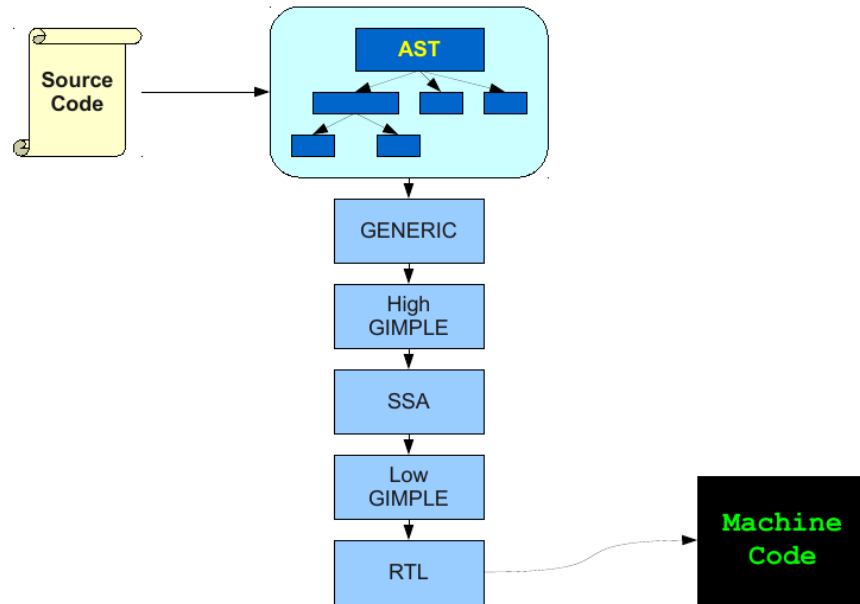 Source
Code
AST
GENERIC
High
GIMPLE
SSA
Low
GIMPLE
RTL
Machine
Code